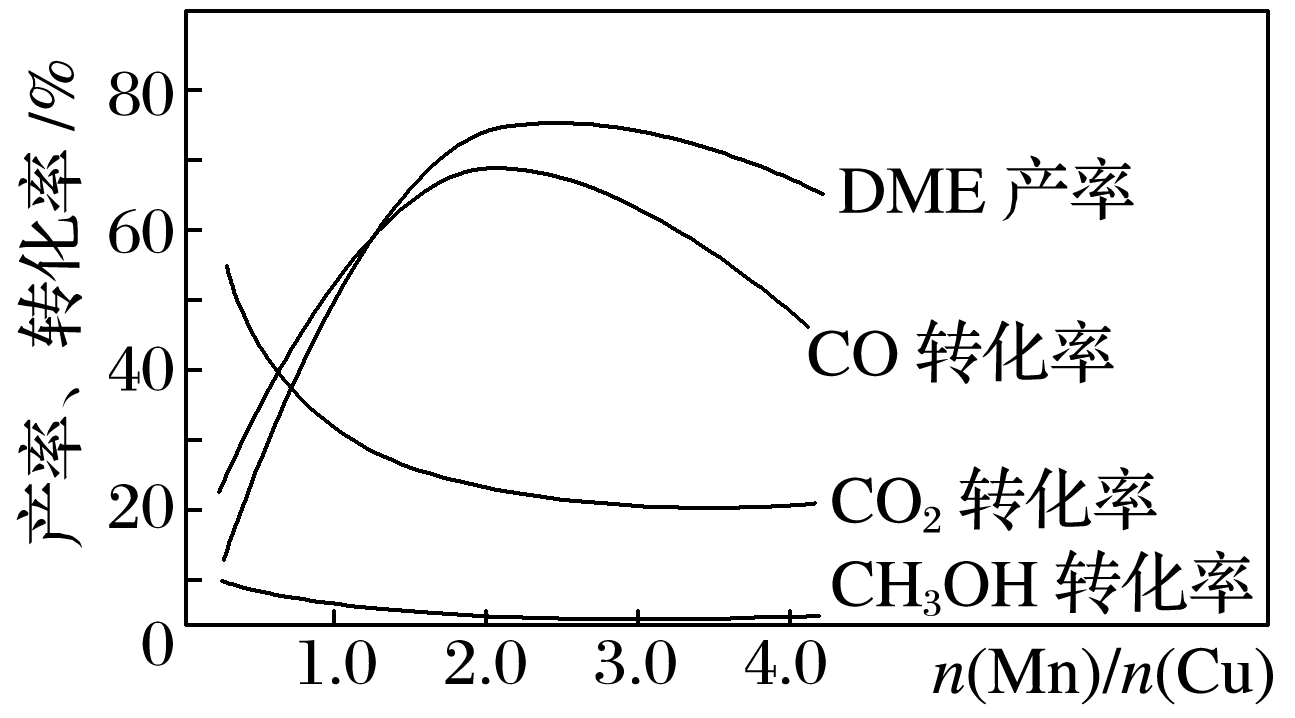 产率、转化率/%
80
60
40
20
0
DME 产率
CO 转化率
CO₂ 转化率
CH₃OH 转化率
1.0 2.0 3.0 4.0 n(Mn)/n(Cu)